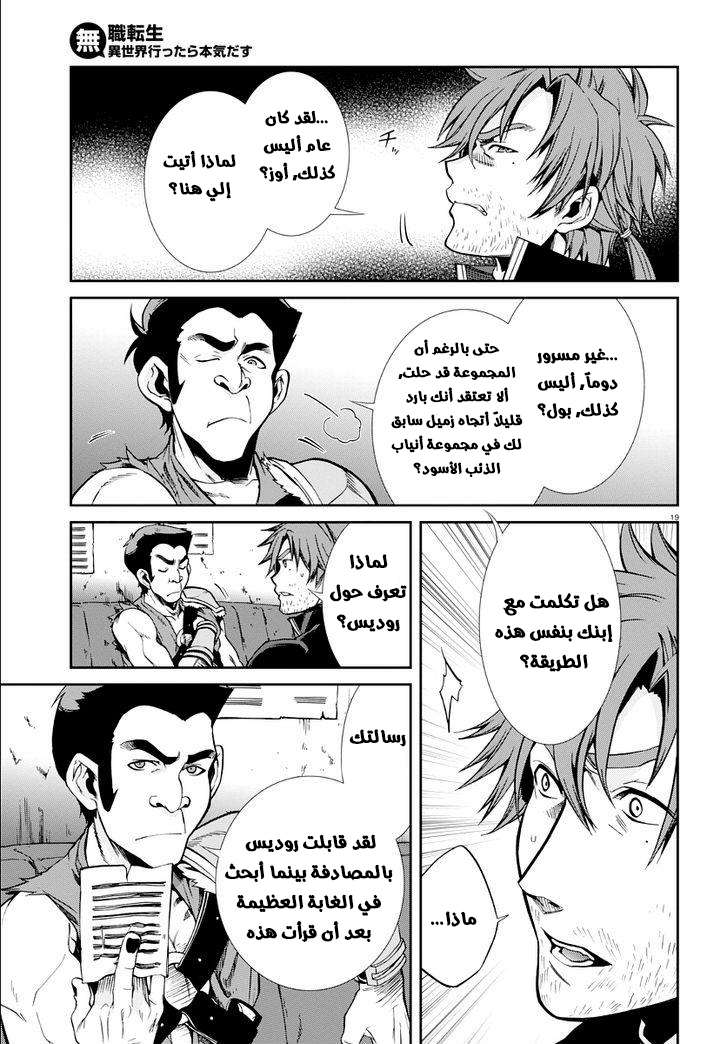 無職転生
異世界行ったら本気だす
...لقد كان
عام أليس
كذلك, أوز؟
لماذا أتيت
إلي هنا؟
チッ
...غير مسرور
دوماً, أليس
كذلك, بول؟
حتى بالرغم أن
المجموعة قد حلت,
ألا تعتقد أنك بارد
قليلاً أتجاه زميل سابق
لك في مجموعة أنياب
الذئب الأسود؟
19
هل تكلمت مع
إبنك بنفس هذه
الطريقة؟
ماذا...
لماذا
تعرف حول
روديس؟
رسالتك
لقد قابلت روديس
بالمصادفة بينما أبحث
في الغابة العظيمة
بعد أن قرأت هذه